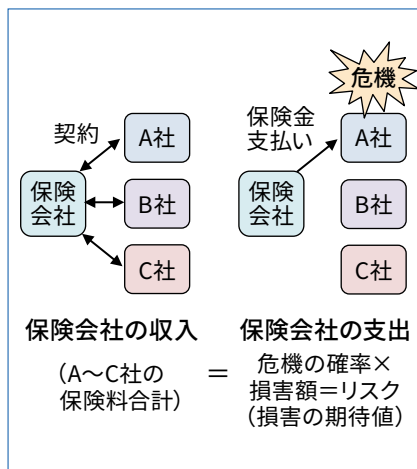 契約
保険
会社
A社
B社
C社
危機
保険金
支払い
保険
会社
A社
B社
C社
保険会社の収入
(A〜C社の
保険料合計)
＝
保険会社の支出
危機の確率×
損害額＝リスク
(損害の期待値)